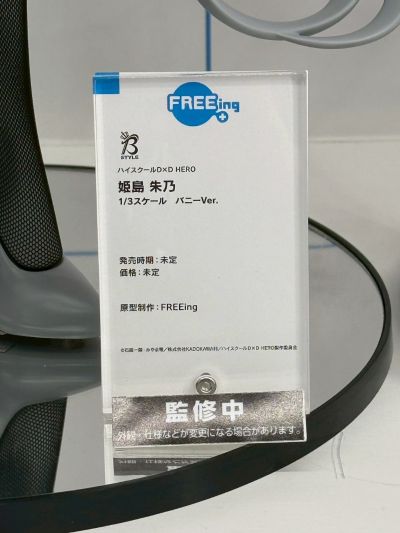 FREEing
B
STYLE
ハイスクールD×D HERO
姫島 朱乃
1/3スケール バニーVer.
発売時期：未定
価格：未定
原型制作：FREEing
©石踏一榮・みやま零／株式会社KADOKAWA刊／ハイスクールD×D HERO製作委員会
監修中
外観・仕様などが変更になる場合があります。